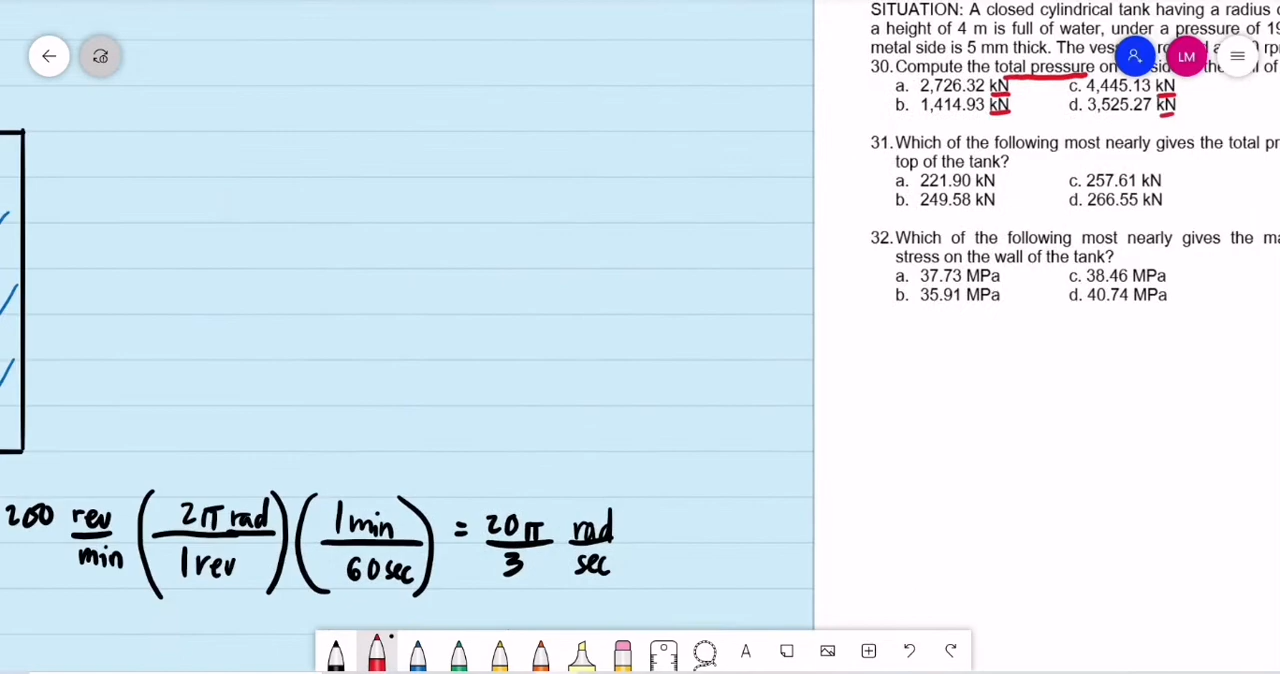 SITUATION: A closed cylindrical tank having a radius
a height of 4 m is full of water, under a pressure of 19
metal side is 5 mm thick. The
30. Compute the total pressure on
a. 2,726.32 kN c. 4,445.13 kN
b. 1,414.93 kN d. 3,525.27 kN
31. Which of the following most nearly gives the total
top of the tank?
a. 221.90 kN c. 257.61 kN
b. 249.58 kN d. 266.55 kN
32. Which of the following most nearly gives the
stress on the wall of the tank?
a. 37.73 MPa c. 38.46 MPa
b. 35.91 MPa d. 40.74 MPa
LM
200 rev/min (2π rad/1 rev) (1 min/60 sec) = 20π/3 rad/sec
A